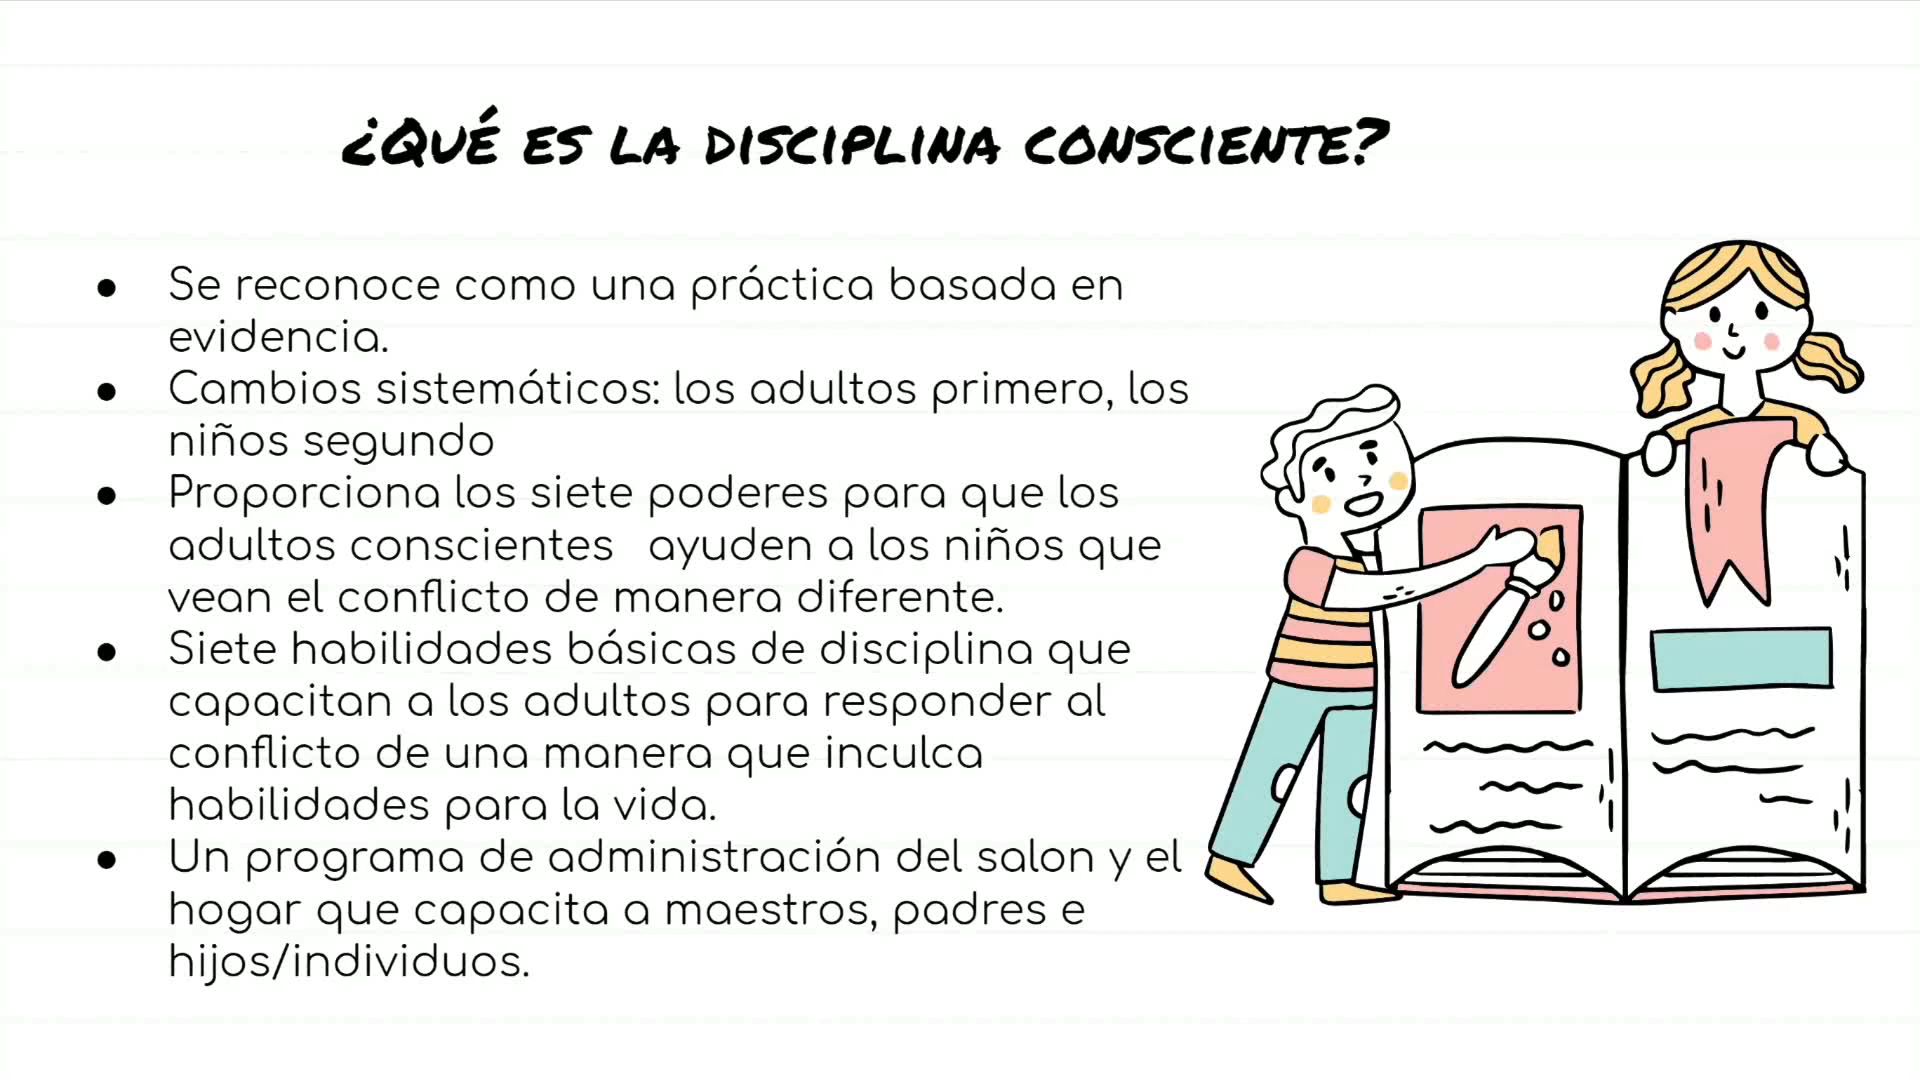 ¿Qué es la disciplina consciente?
● Se reconoce como una práctica basada en
evidencia.
● Cambios sistemáticos: los adultos primero, los
niños segundo
● Proporciona los siete poderes para que los
adultos conscientes ayuden a los niños que
vean el conflicto de manera diferente.
● Siete habilidades básicas de disciplina que
capacitan a los adultos para responder al
conflicto de una manera que inculca
habilidades para la vida.
● Un programa de administración del salon y el
hogar que capacita a maestros, padres e
hijos/individuos.